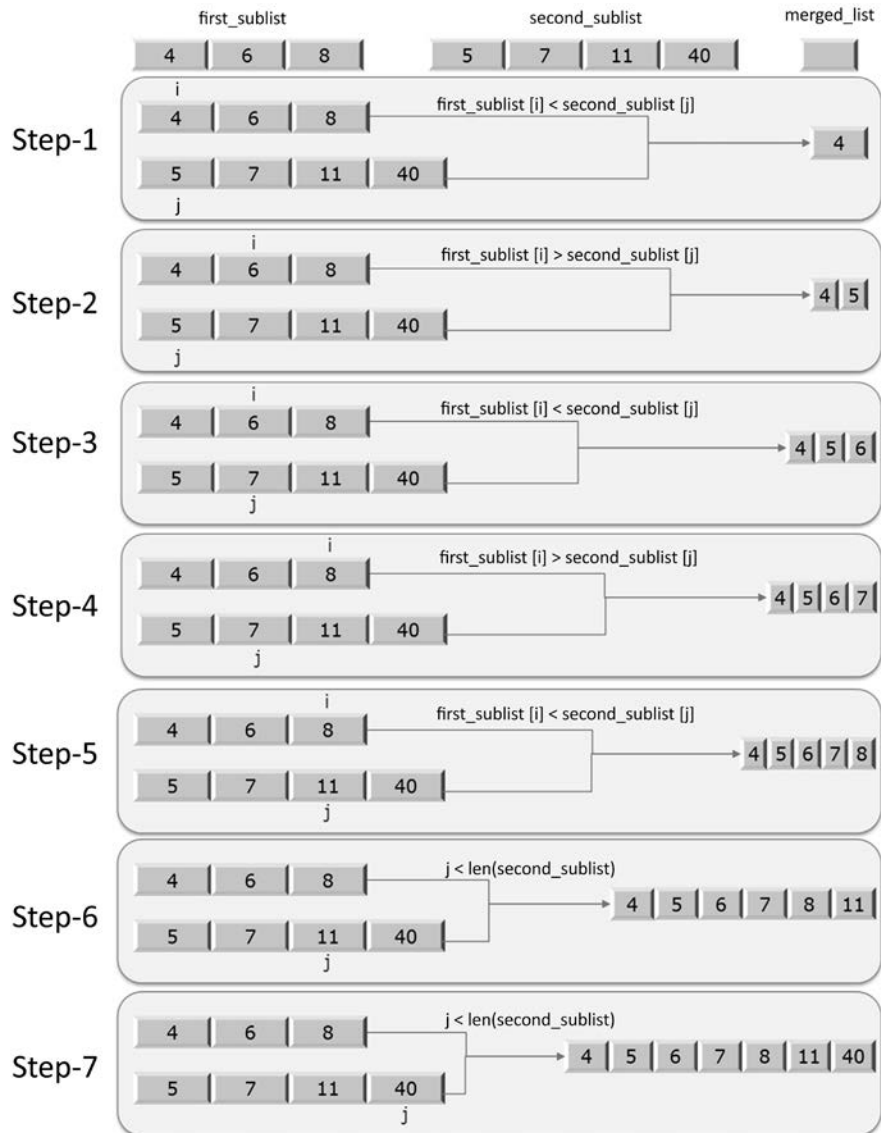 first_sublist second_sublist merged_list
4 6 8 5 7 11 40
i
first_sublist [i] < second_sublist [j]
4 6 8
Step-1
4
5 7 11 40
j
i
first_sublist [i] > second_sublist [j]
4 6 8
Step-2
4 5
5 7 11 40
j
i
first_sublist [i] < second_sublist [j]
4 6 8
Step-3
4 5 6
5 7 11 40
j
i
first_sublist [i] > second_sublist [j]
4 6 8
Step-4
4 5 6 7
5 7 11 40
j
i
first_sublist [i] < second_sublist [j]
4 6 8
Step-5
4 5 6 7 8
5 7 11 40
j
j < len(second_sublist)
4 6 8
Step-6
4 5 6 7 8 11
5 7 11 40
j
j < len(second_sublist)
4 6 8
Step-7
4 5 6 7 8 11 40
5 7 11 40
j